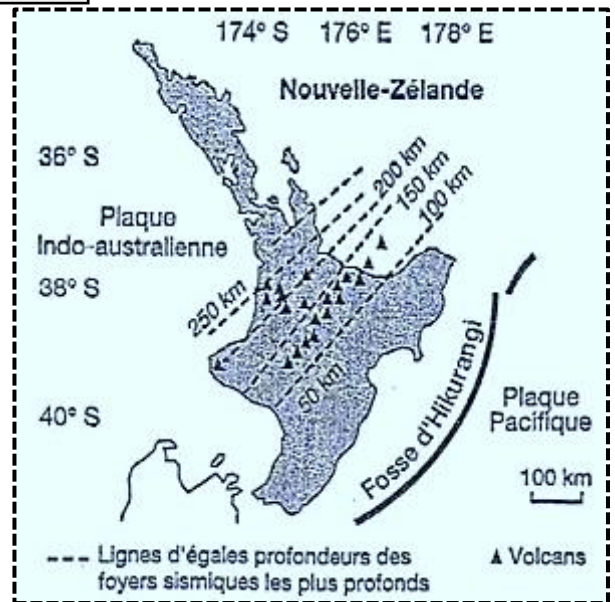 174° S 176° E 178° E
Nouvelle-Zélande
36° S
200 km
150 km
100 km
Plaque
Indo-australienne
38° S
250 km
50 km
40° S
Fosse d'Hikurangi
Plaque
Pacifique
100 km
Lignes d'égales profondeurs des
foyers sismiques les plus profonds
Volcans